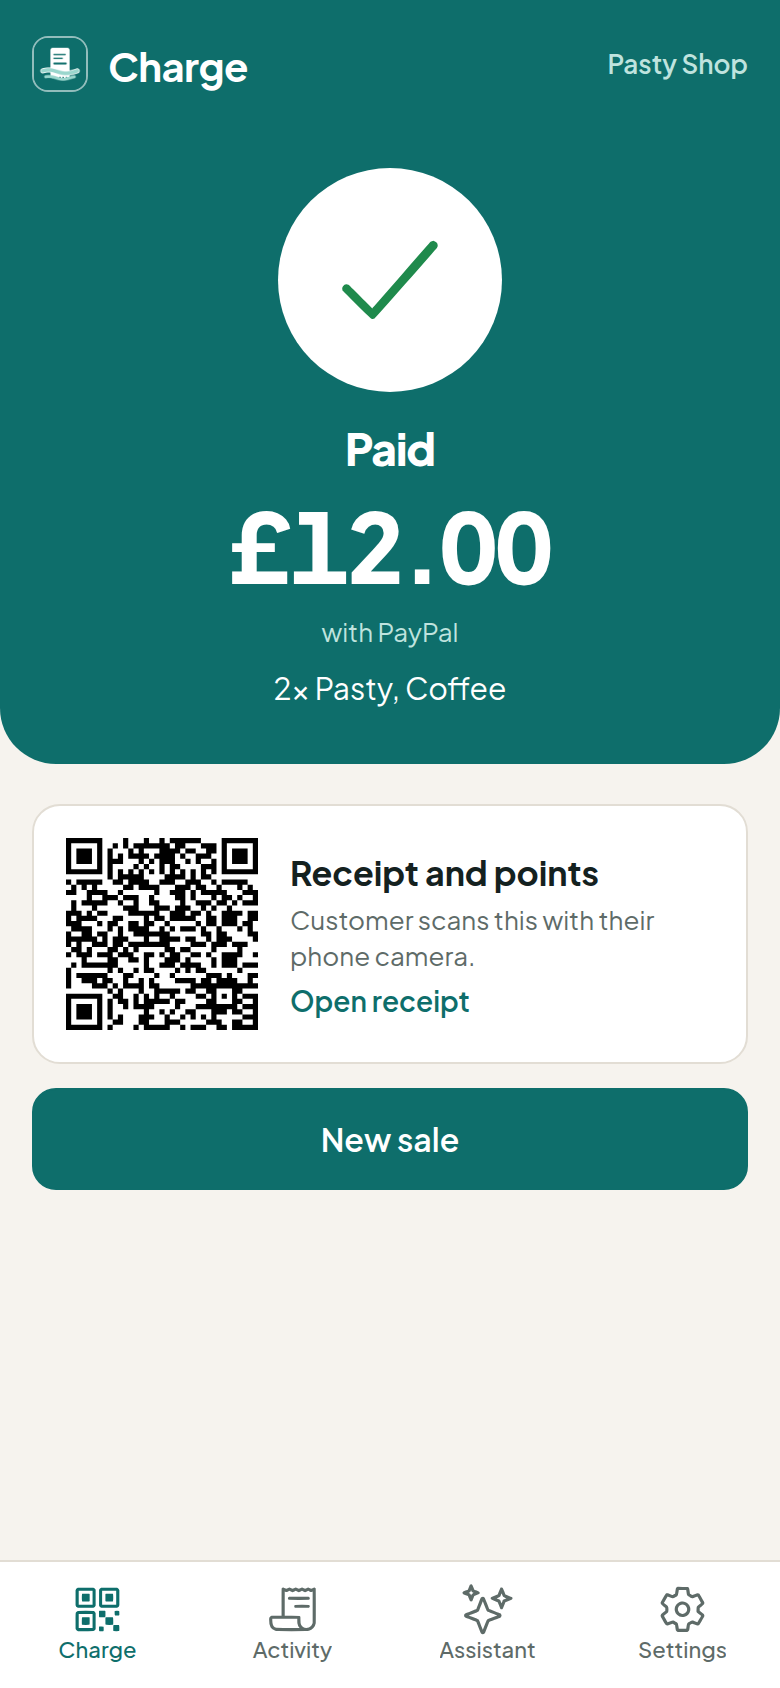 Charge
Pasty Shop
Paid
£12.00
with PayPal
2× Pasty, Coffee
Receipt and points
Customer scans this with their
phone camera.
Open receipt
New sale
Charge
Activity
Assistant
Settings